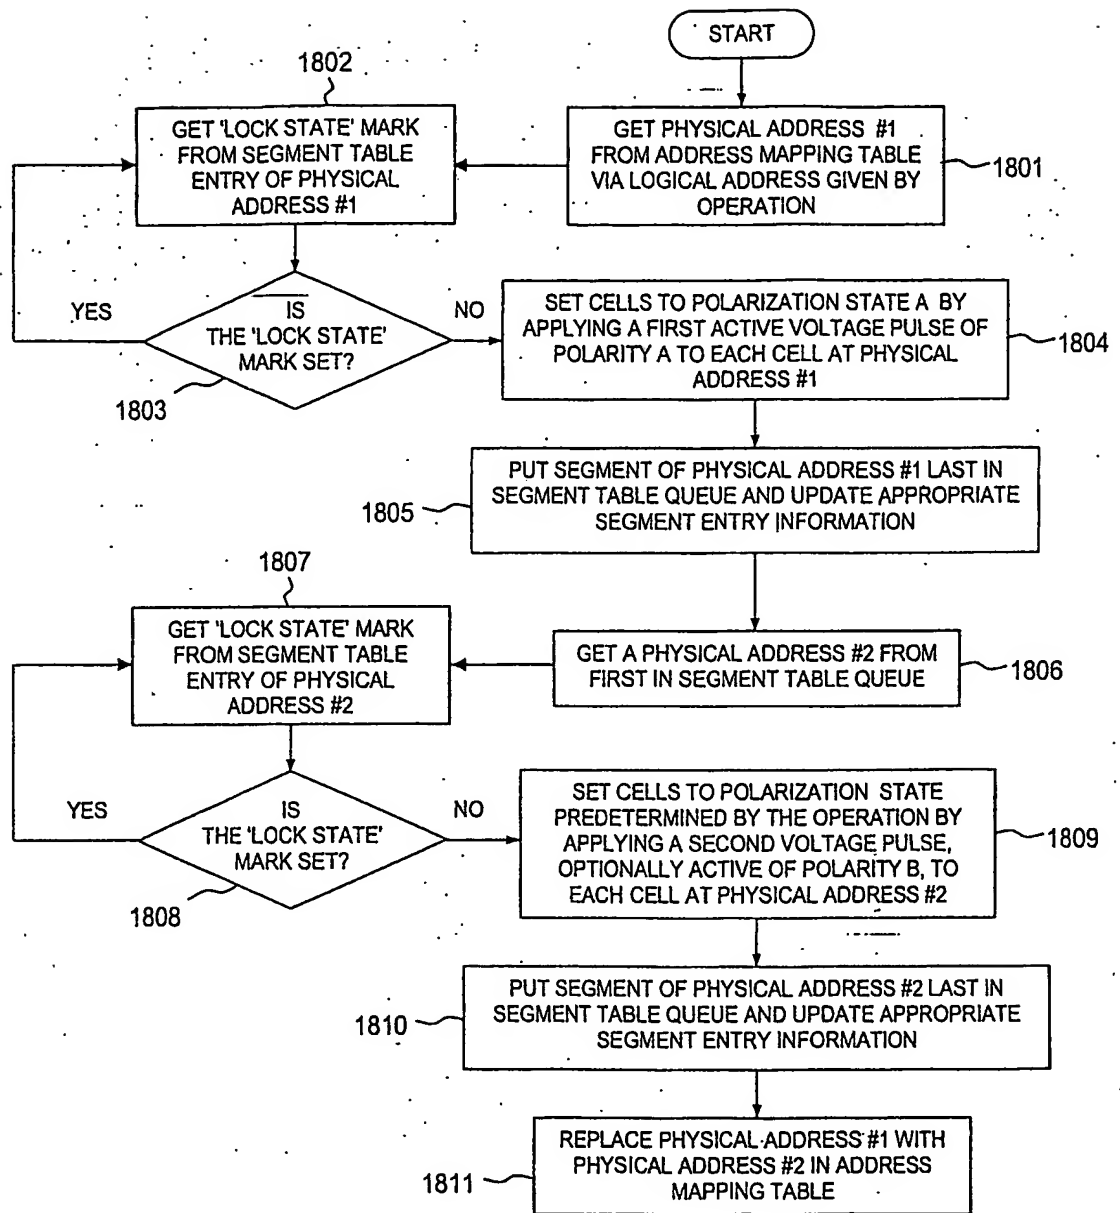 START
1802
GET 'LOCK STATE' MARK
FROM SEGMENT TABLE
ENTRY OF PHYSICAL
ADDRESS #1
GET PHYSICAL ADDRESS #1
FROM ADDRESS MAPPING TABLE
VIA LOGICAL ADDRESS GIVEN BY
OPERATION
1801
YES
IS
THE 'LOCK STATE'
MARK SET?
NO
1803
SET CELLS TO POLARIZATION STATE A BY
APPLYING A FIRST ACTIVE VOLTAGE PULSE OF
POLARITY A TO EACH CELL AT PHYSICAL
ADDRESS #1
1804
PUT SEGMENT OF PHYSICAL ADDRESS #1 LAST IN
SEGMENT TABLE QUEUE AND UPDATE APPROPRIATE
SEGMENT ENTRY INFORMATION
1805
1807
GET 'LOCK STATE' MARK
FROM SEGMENT TABLE
ENTRY OF PHYSICAL
ADDRESS #2
GET A PHYSICAL ADDRESS #2 FROM
FIRST IN SEGMENT TABLE QUEUE
1806
YES
IS
THE 'LOCK STATE'
MARK SET?
NO
1808
SET CELLS TO POLARIZATION STATE
PREDETERMINED BY THE OPERATION BY
APPLYING A SECOND VOLTAGE PULSE,
OPTIONALLY ACTIVE OF POLARITY B, TO
EACH CELL AT PHYSICAL ADDRESS #2
1809
PUT SEGMENT OF PHYSICAL ADDRESS #2 LAST IN
SEGMENT TABLE QUEUE AND UPDATE APPROPRIATE
SEGMENT ENTRY INFORMATION
1810
REPLACE PHYSICAL ADDRESS #1 WITH
PHYSICAL ADDRESS #2 IN ADDRESS
MAPPING TABLE
1811